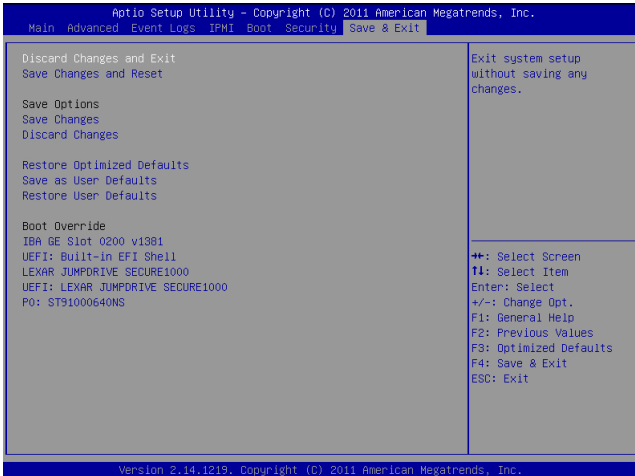 Aptio Setup Utility – Copyright (C) 2011 American Megatrends, Inc.
Main Advanced Event Logs IPMI Boot Security Save & Exit
Discard Changes and Exit
Save Changes and Reset
Save Options
Save Changes
Discard Changes
Restore Optimized Defaults
Save as User Defaults
Restore User Defaults
Boot Override
IBA GE Slot 0200 v1381
UEFI: Built-in EFI Shell
LEXAR JUMPDRIVE SECURE1000
UEFI: LEXAR JUMPDRIVE SECURE1000
P0: ST91000640NS
Exit system setup
without saving any
changes.
→←: Select Screen
↑↓: Select Item
Enter: Select
+/-: Change Opt.
F1: General Help
F2: Previous Values
F3: Optimized Defaults
F4: Save & Exit
ESC: Exit
Version 2.14.1219. Copyright (C) 2011 American Megatrends, Inc.